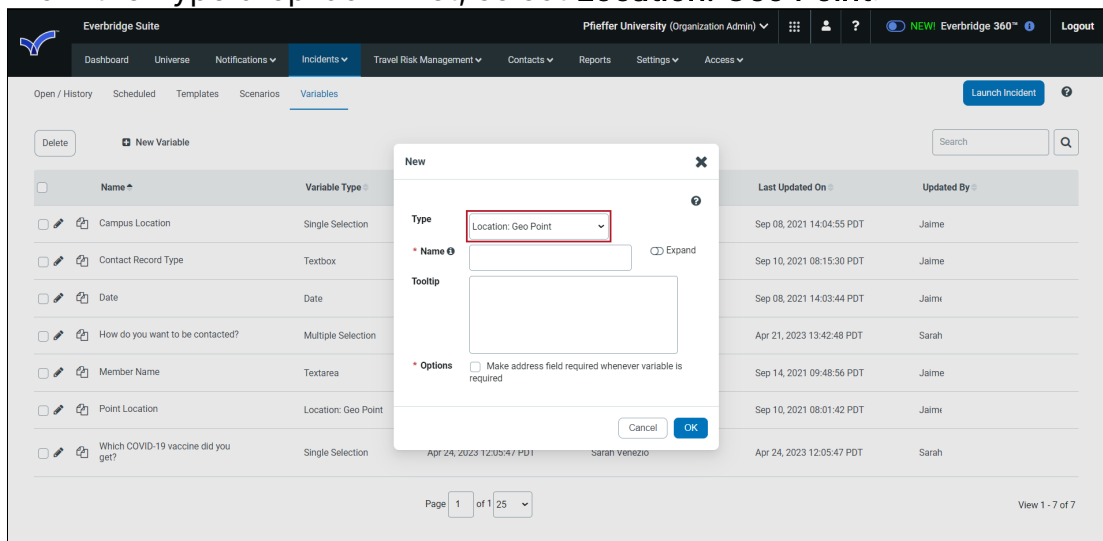 Everbridge Suite
Pfieffer University (Organization Admin)
?
NEW! Everbridge 360™
Logout
Dashboard Universe Notifications Incidents Travel Risk Management Contacts Reports Settings Access
Open / History Scheduled Templates Scenarios Variables
Launch Incident
Delete New Variable
Search
New
Name Variable Type Last Updated On Updated By
Type Location: Geo Point
* Name Expand
Tooltip
* Options Make address field required whenever variable is
required
Cancel OK
Campus Location Single Selection Sep 08, 2021 14:04:55 PDT Jaime
Contact Record Type Textbox Sep 10, 2021 08:15:30 PDT Jaime
Date Date Sep 08, 2021 14:03:44 PDT Jaime
How do you want to be contacted? Multiple Selection Apr 21, 2023 13:42:48 PDT Sarah
Member Name Textarea Sep 14, 2021 09:48:56 PDT Jaime
Point Location Location: Geo Point Sep 10, 2021 08:01:42 PDT Jaime
Which COVID-19 vaccine did you
get? Single Selection Apr 24, 2023 12:05:47 PDT Sarah Venezio Apr 24, 2023 12:05:47 PDT Sarah
Page 1 of 1 25 View 1 - 7 of 7